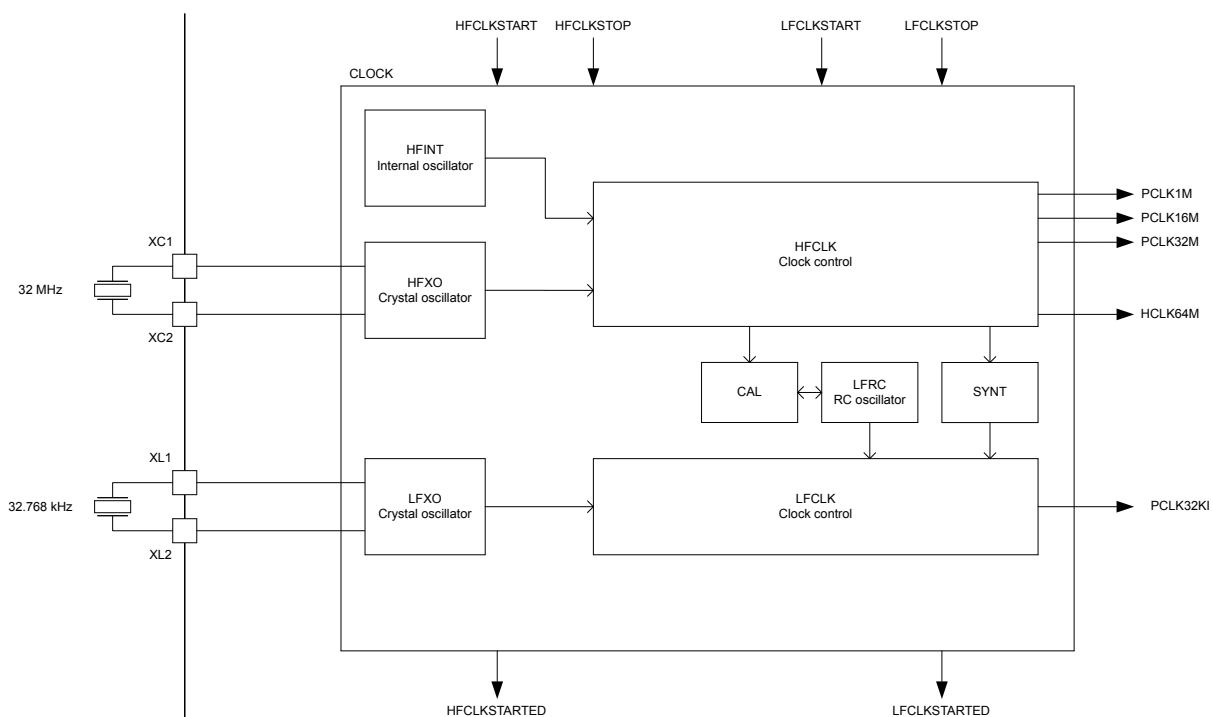 HFCLKSTART
HFCLKSTOP
LFCLKSTART
LFCLKSTOP
CLOCK
HFINT
Internal oscillator
PCLK1M
PCLK16M
PCLK32M
HFCLK
Clock control
XC1
HFXO
Crystal oscillator
32 MHz
XC2
HCLK64M
CAL
LFRC
RC oscillator
SYNT
XL1
LFXO
Crystal oscillator
LFCLK
Clock control
32.768 kHz
PCLK32KI
XL2
HFCLKSTARTED
LFCLKSTARTED